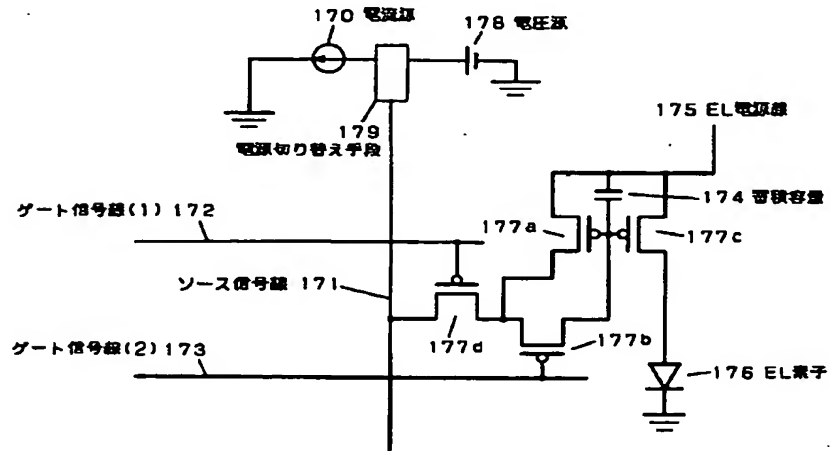 170 電流源
178 電圧源
179
電源切り替え手段
175 EL電源線
174 蓄積容量
ゲート信号線(1) 172
177a
177c
ソース信号線 171
177d
177b
ゲート信号線(2) 173
176 EL素子